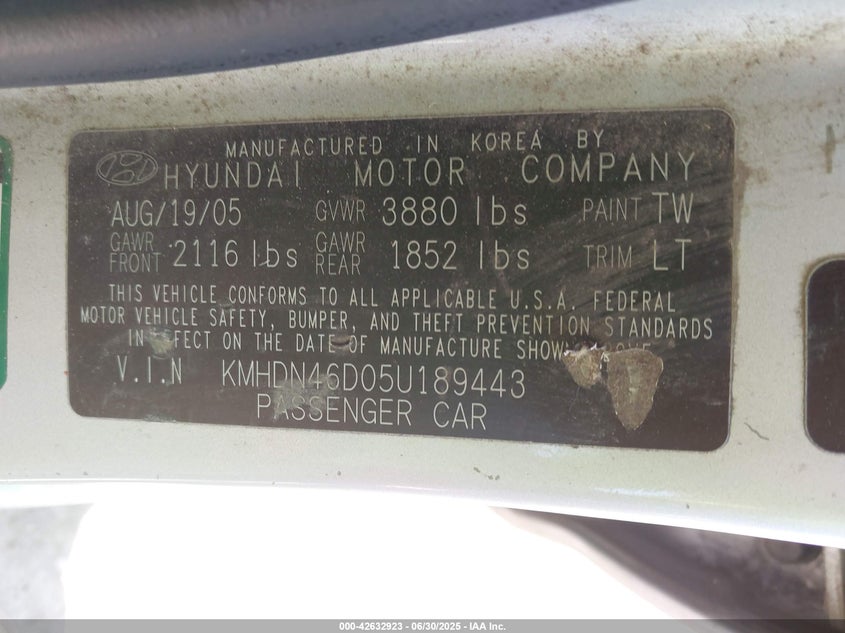 MANUFACTURED IN KOREA BY
HYUNDAI MOTOR COMPANY
AUG/19/05 GVWR 3880 lbs PAINT TW
GAWR FRONT 2116 lbs GAWR REAR 1852 lbs TRIM LT
THIS VEHICLE CONFORMS TO ALL APPLICABLE U.S.A. FEDERAL
MOTOR VEHICLE SAFETY, BUMPER, AND THEFT PREVENTION STANDARDS
IN EFFECT ON THE DATE OF MANUFACTURE SHOWN
V.I.N KMHDN46D05U189443
PASSENGER CAR
000-42632923 - 06/30/2025 - IAA Inc.